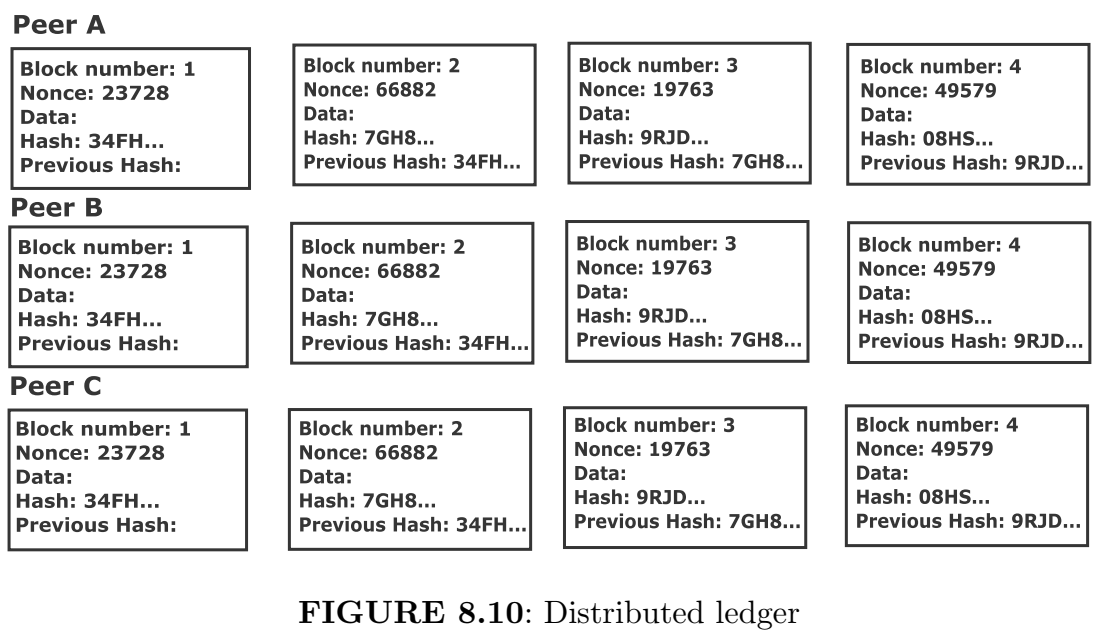 Peer A
Block number: 1
Nonce: 23728
Data:
Hash: 34FH...
Previous Hash:
Block number: 2
Nonce: 66882
Data:
Hash: 7GH8...
Previous Hash: 34FH...
Block number: 3
Nonce: 19763
Data:
Hash: 9RJD...
Previous Hash: 7GH8...
Block number: 4
Nonce: 49579
Data:
Hash: 08HS...
Previous Hash: 9RJD...
Peer B
Block number: 1
Nonce: 23728
Data:
Hash: 34FH...
Previous Hash:
Block number: 2
Nonce: 66882
Data:
Hash: 7GH8...
Previous Hash: 34FH...
Block number: 3
Nonce: 19763
Data:
Hash: 9RJD...
Previous Hash: 7GH8...
Block number: 4
Nonce: 49579
Data:
Hash: 08HS...
Previous Hash: 9RJD...
Peer C
Block number: 1
Nonce: 23728
Data:
Hash: 34FH...
Previous Hash:
Block number: 2
Nonce: 66882
Data:
Hash: 7GH8...
Previous Hash: 34FH...
Block number: 3
Nonce: 19763
Data:
Hash: 9RJD...
Previous Hash: 7GH8...
Block number: 4
Nonce: 49579
Data:
Hash: 08HS...
Previous Hash: 9RJD...
FIGURE 8.10: Distributed ledger